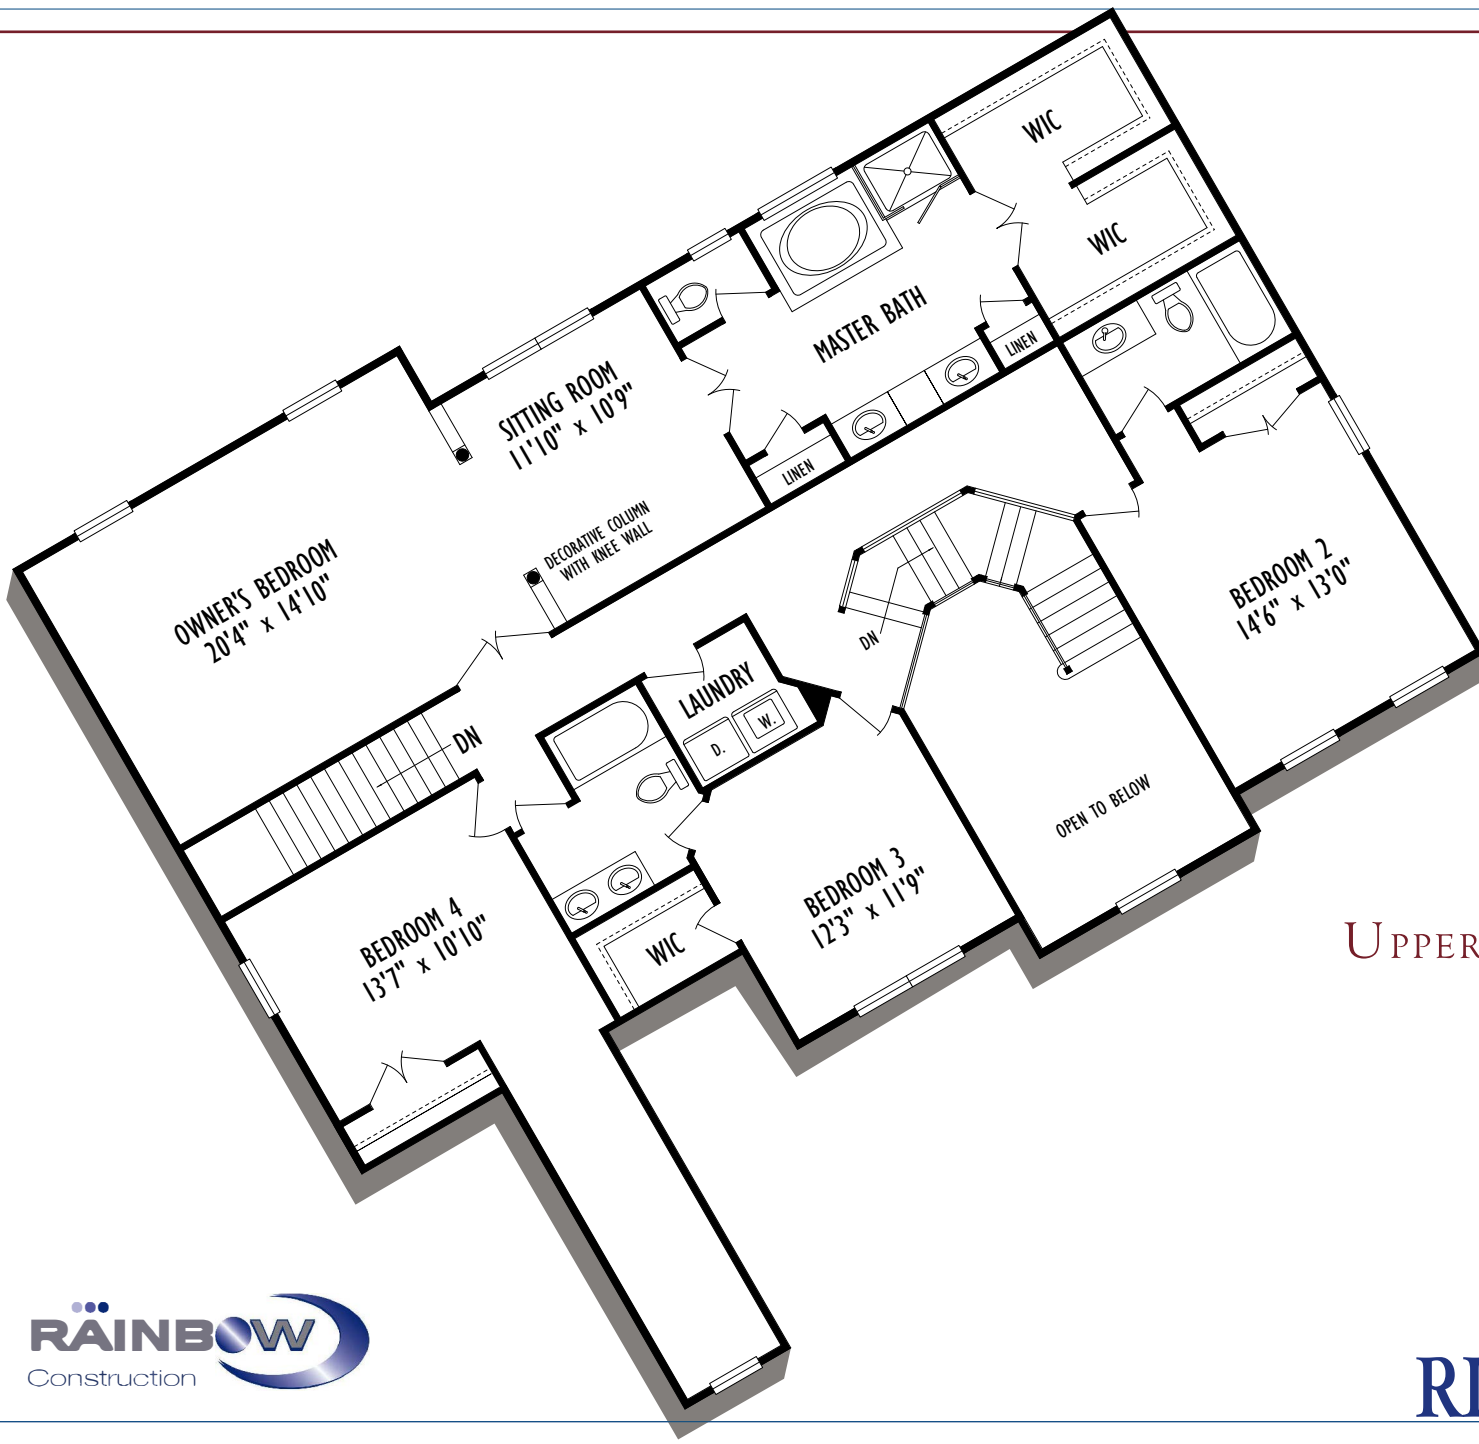 WIC
WIC
MASTER BATH
LINEN
SITTING ROOM
11'10" x 10'9"
LINEN
DECORATIVE COLUMN
WITH KNEE WALL
OWNER'S BEDROOM
20'4" x 14'10"
BEDROOM 2
14'6" x 13'0"
DN
LAUNDRY
D.
W.
DN
OPEN TO BELOW
BEDROOM 3
12'3" x 11'9"
BEDROOM 4
13'7" x 10'10"
WIC
UPPER
RAINBOW
Construction